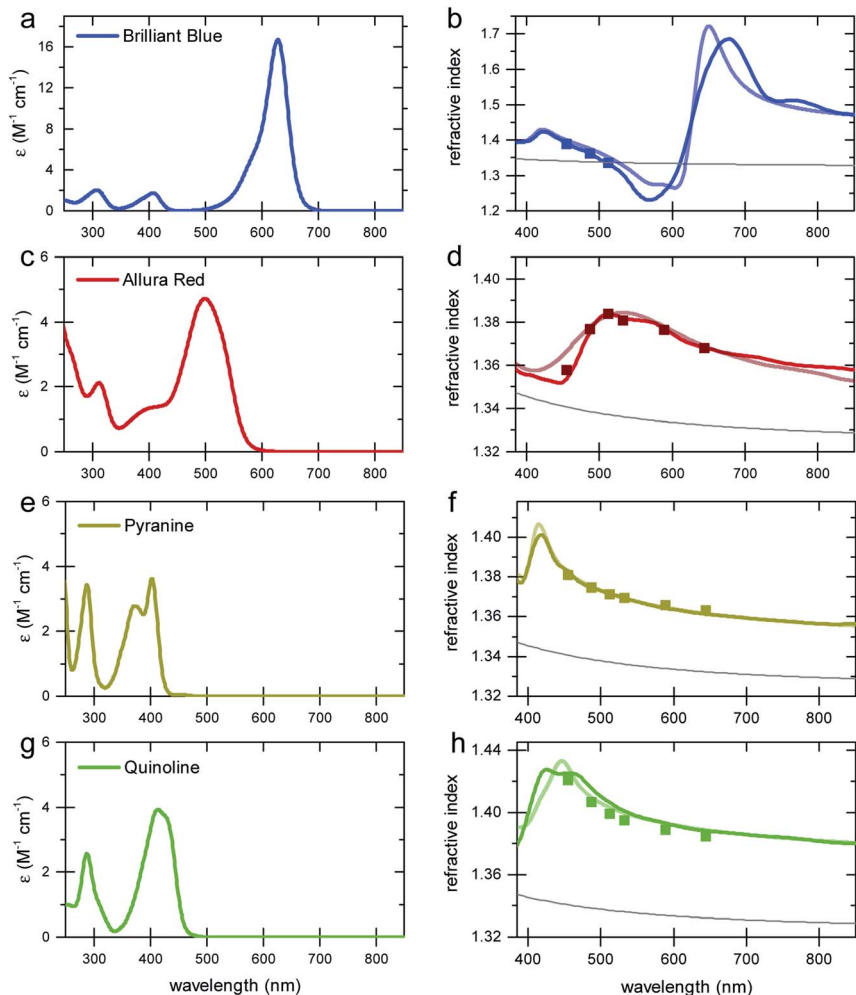 a
Brilliant Blue
ε (M⁻¹ cm⁻¹)
16
12
8
4
0
300 400 500 600 700 800
b
refractive index
1.7
1.6
1.5
1.4
1.3
1.2
400 500 600 700 800
c
Allura Red
ε (M⁻¹ cm⁻¹)
6
4
2
0
300 400 500 600 700 800
d
refractive index
1.40
1.38
1.36
1.34
1.32
400 500 600 700 800
e
Pyranine
ε (M⁻¹ cm⁻¹)
6
4
2
0
300 400 500 600 700 800
f
refractive index
1.40
1.38
1.36
1.34
1.32
400 500 600 700 800
g
Quinoline
ε (M⁻¹ cm⁻¹)
6
4
2
0
300 400 500 600 700 800
wavelength (nm)
h
refractive index
1.44
1.40
1.36
1.32
400 500 600 700 800
wavelength (nm)